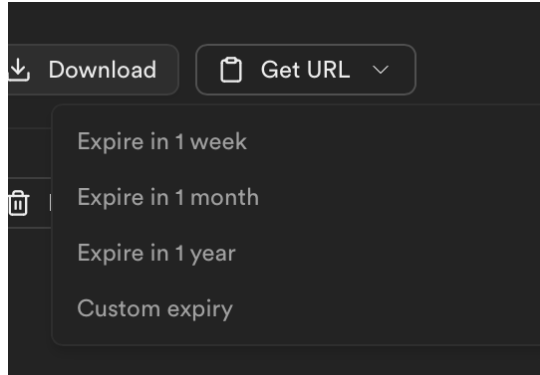 Download
Get URL
Expire in 1 week
Expire in 1 month
Expire in 1 year
Custom expiry